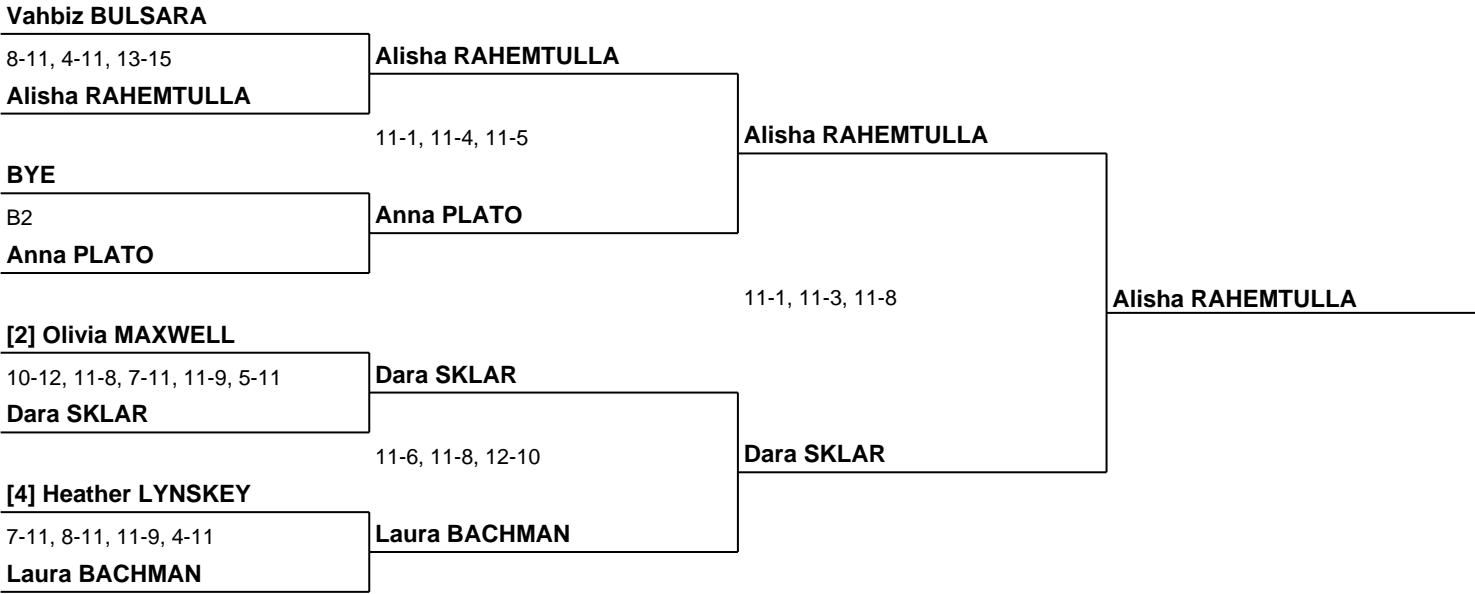 Vahbiz BULSARA
8-11, 4-11, 13-15
Alisha RAHEMTULLA
Alisha RAHEMTULLA
11-1, 11-4, 11-5
Alisha RAHEMTULLA
BYE
B2
Anna PLATO
Anna PLATO
11-1, 11-3, 11-8
Alisha RAHEMTULLA
[2] Olivia MAXWELL
10-12, 11-8, 7-11, 11-9, 5-11
Dara SKLAR
Dara SKLAR
11-6, 11-8, 12-10
Dara SKLAR
[4] Heather LYNSKEY
7-11, 8-11, 11-9, 4-11
Laura BACHMAN
Laura BACHMAN